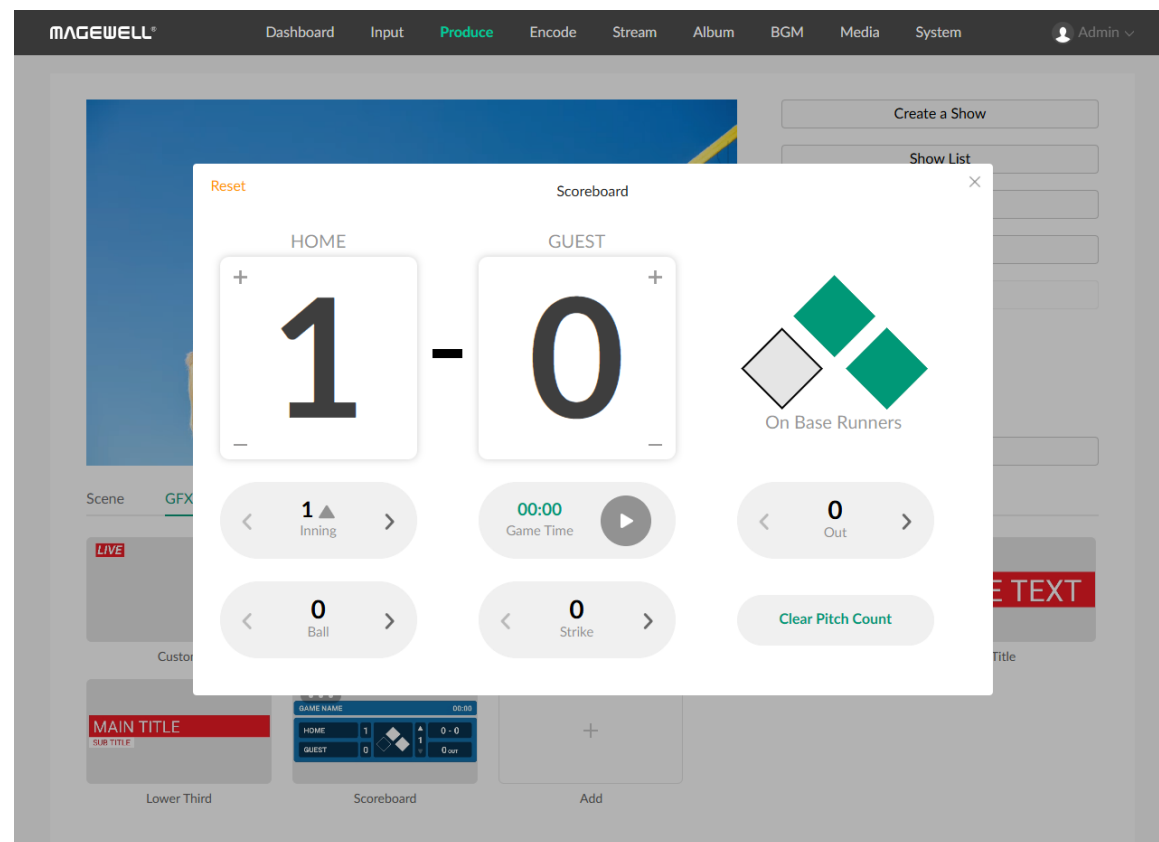 MAGEWELL®
Dashboard Input Produce Encode Stream Album BGM Media System Admin
Create a Show
Show List
Reset Scoreboard
HOME GUEST
+ +
1 - 0
- -
On Base Runners
Scene GFX
1 00:00 0
Inning Game Time Out
LIVE
0 0
Ball Strike
Clear Pitch Count
E TEXT
Custo Title
MAIN TITLE
SUB TITLE
GAME NAME 00:00
HOME 1 0 - 0
1
GUEST 0 0 OUT
+
Lower Third Scoreboard Add